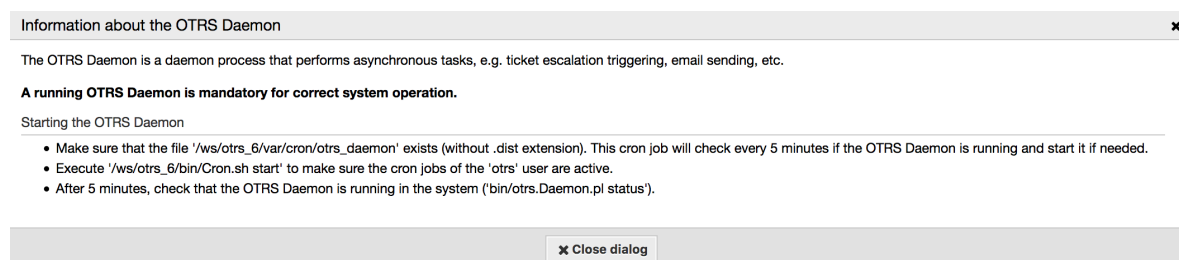 Information about the OTRS Daemon
The OTRS Daemon is a daemon process that performs asynchronous tasks, e.g. ticket escalation triggering, email sending, etc.
A running OTRS Daemon is mandatory for correct system operation.
Starting the OTRS Daemon
• Make sure that the file '/ws/otrs_6/var/cron/otrs_daemon' exists (without .dist extension). This cron job will check every 5 minutes if the OTRS Daemon is running and start it if needed.
• Execute '/ws/otrs_6/bin/Cron.sh start' to make sure the cron jobs of the 'otrs' user are active.
• After 5 minutes, check that the OTRS Daemon is running in the system ('bin/otrs.Daemon.pl status').
Close dialog